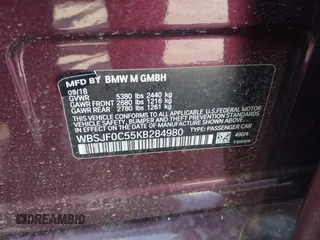 MFD BY BMW M GMBH
09/18
GVWR 5380 lbs 2440 kg
GAWR FRONT 2680 lbs 1216 kg
GAWR REAR 2780 lbs 1261 kg
THIS VEHICLE CONFORMS TO ALL APPLICABLE U.S. FEDERAL MOTOR
VEHICLE SAFETY, BUMPER, AND THEFT PREVENTION STANDARDS IN
EFFECT ON THE DATE OF MANUFACTURE SHOWN ABOVE.
WBSJF0C55KB284980 TYPE: PASSENGER CAR
490/4
DREAMBID